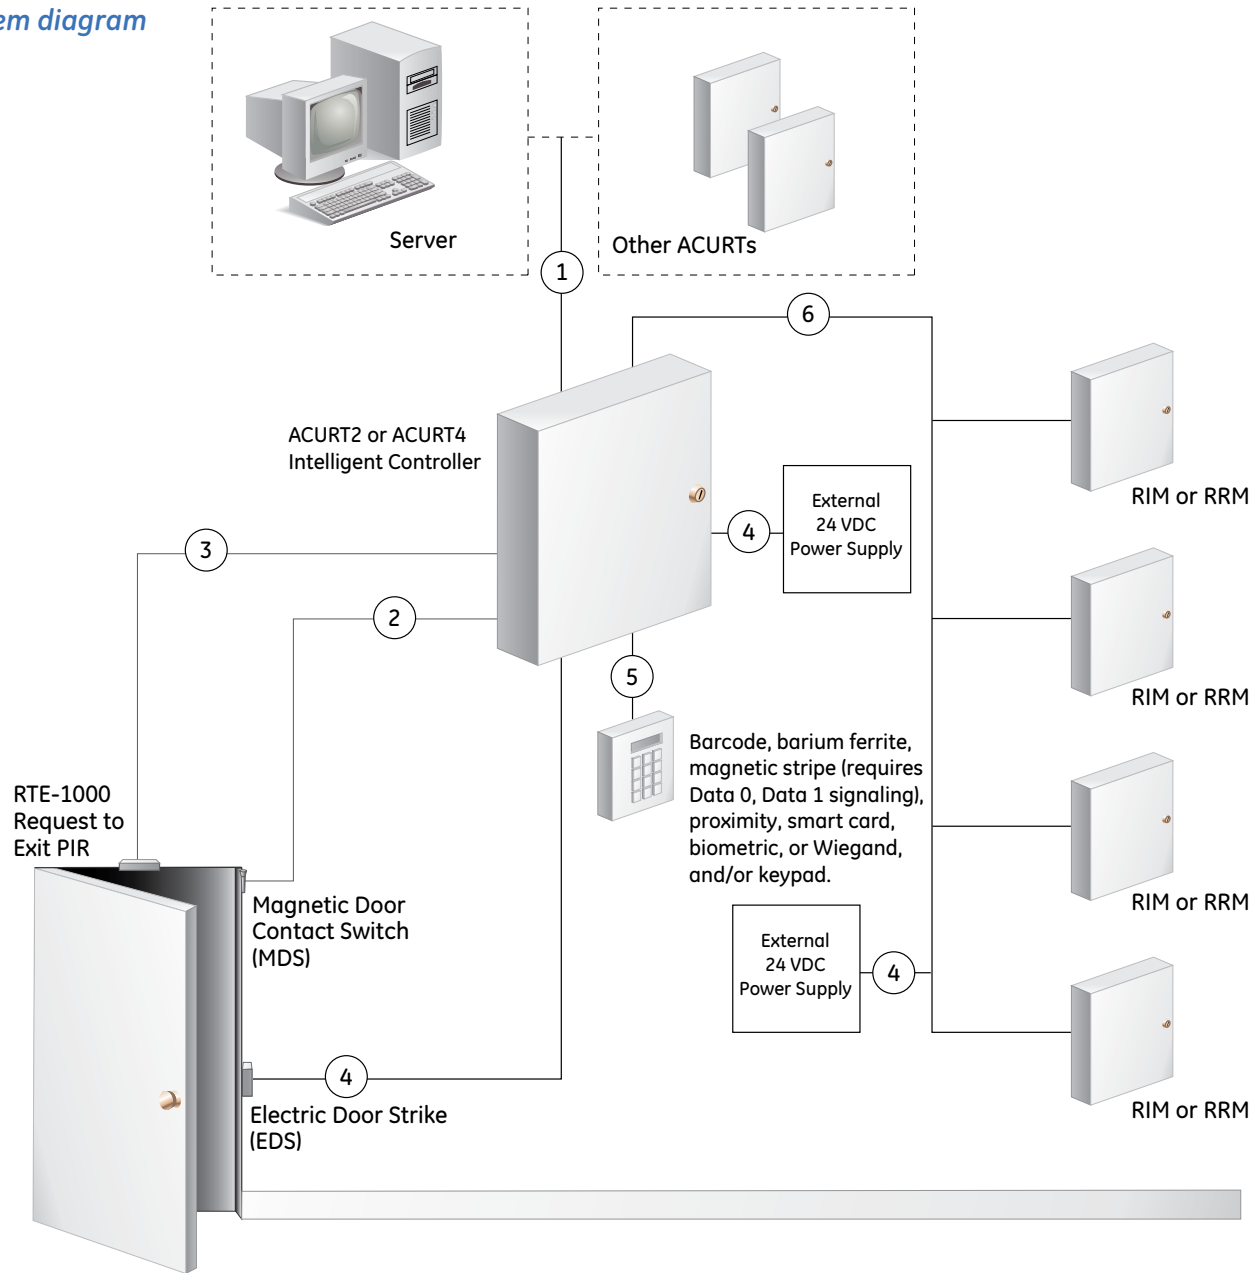 em diagram
Server
Other ACURTs
1
6
ACURT2 or ACURT4
Intelligent Controller
RIM or RRM
External
24 VDC
Power Supply
4
3
2
5
RIM or RRM
Barcode, barium ferrite,
magnetic stripe (requires
Data 0, Data 1 signaling),
proximity, smart card,
biometric, or Wiegand,
and/or keypad.
RTE-1000
Request to
Exit PIR
Magnetic Door
Contact Switch
(MDS)
RIM or RRM
External
24 VDC
Power Supply
4
4
Electric Door Strike
(EDS)
RIM or RRM